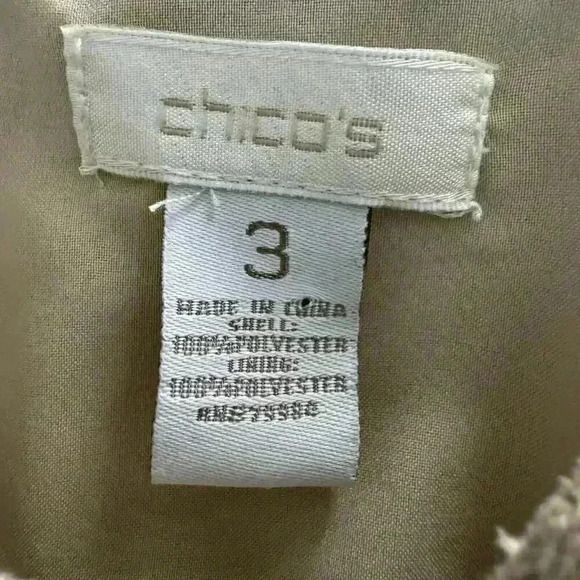 chico's
3
MADE IN CHINA
SHELL:
100%POLYESTER
LINING:
100%POLYESTER